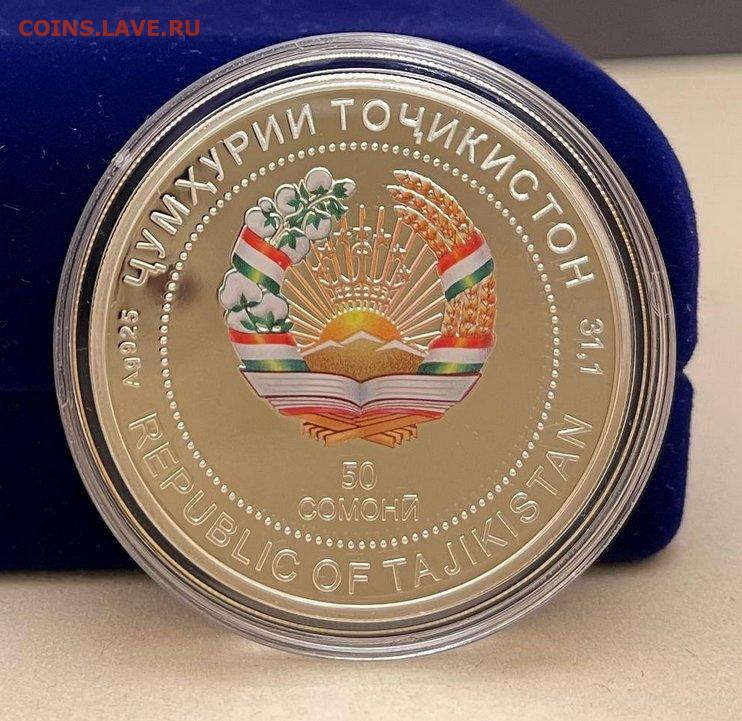 COINS.LAVE.RU
ҶУМҲУРИИ ТОҶИКИСТОН
Ag925
31,1
50
СОМОНӢ
REPUBLIC OF TAJIKISTAN